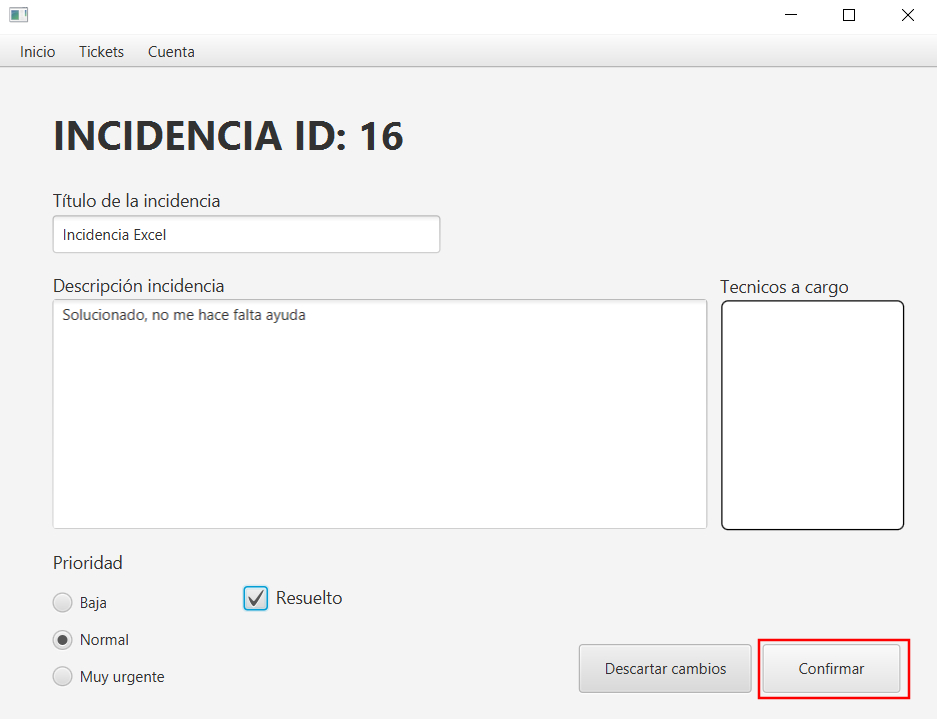 Inicio Tickets Cuenta
INCIDENCIA ID: 16
Título de la incidencia
Incidencia Excel
Descripción incidencia
Solucionado, no me hace falta ayuda
Tecnicos a cargo
Prioridad
Baja
Normal
Muy urgente
Resuelto
Descartar cambios
Confirmar